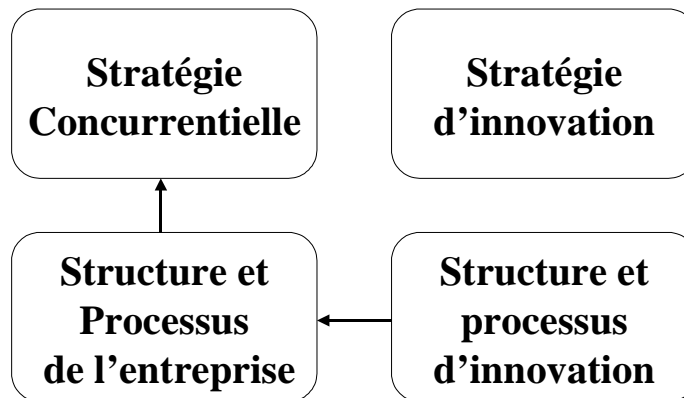 Stratégie
Concurrentielle
Stratégie
d’innovation
Structure et
Processus
de l’entreprise
Structure et
processus
d’innovation